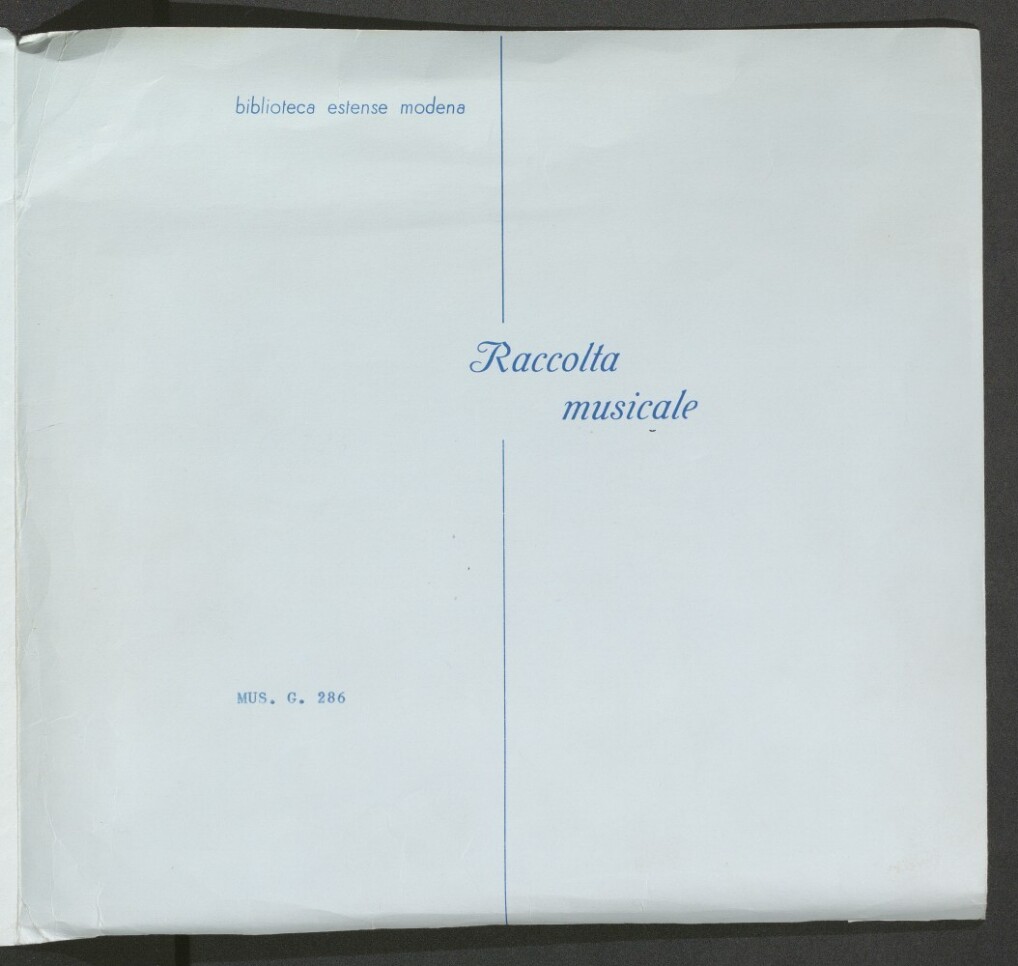 biblioteca estense modena
Raccolta
musicale
MUS. G. 286